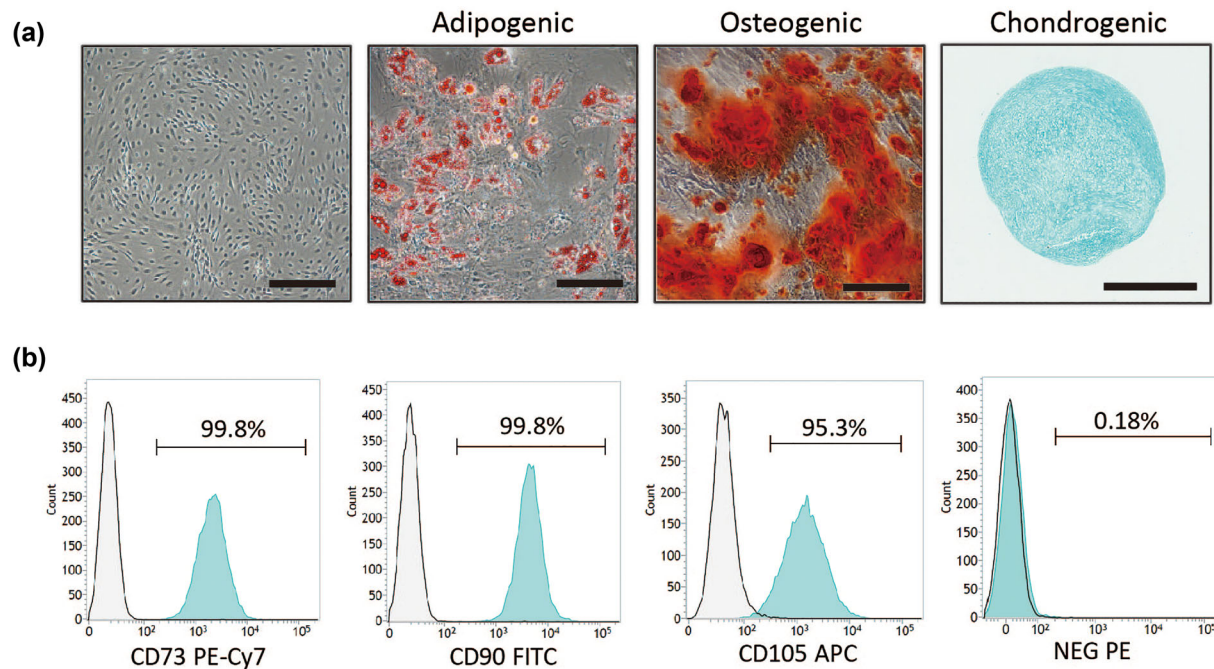 (a)
Adipogenic
Osteogenic
Chondrogenic
(b)
450
400
350
300
250
200
150
100
50
0
Count
99.8%
0 10² 10³ 10⁴ 10⁵
CD73 PE-Cy7
450
400
350
300
250
200
150
100
50
0
Count
99.8%
0 10² 10³ 10⁴ 10⁵
CD90 FITC
350
300
250
200
150
100
50
0
Count
95.3%
0 10² 10³ 10⁴ 10⁵
CD105 APC
400
350
300
250
200
150
100
50
0
Count
0.18%
0 10² 10³ 10⁴ 10⁵
NEG PE